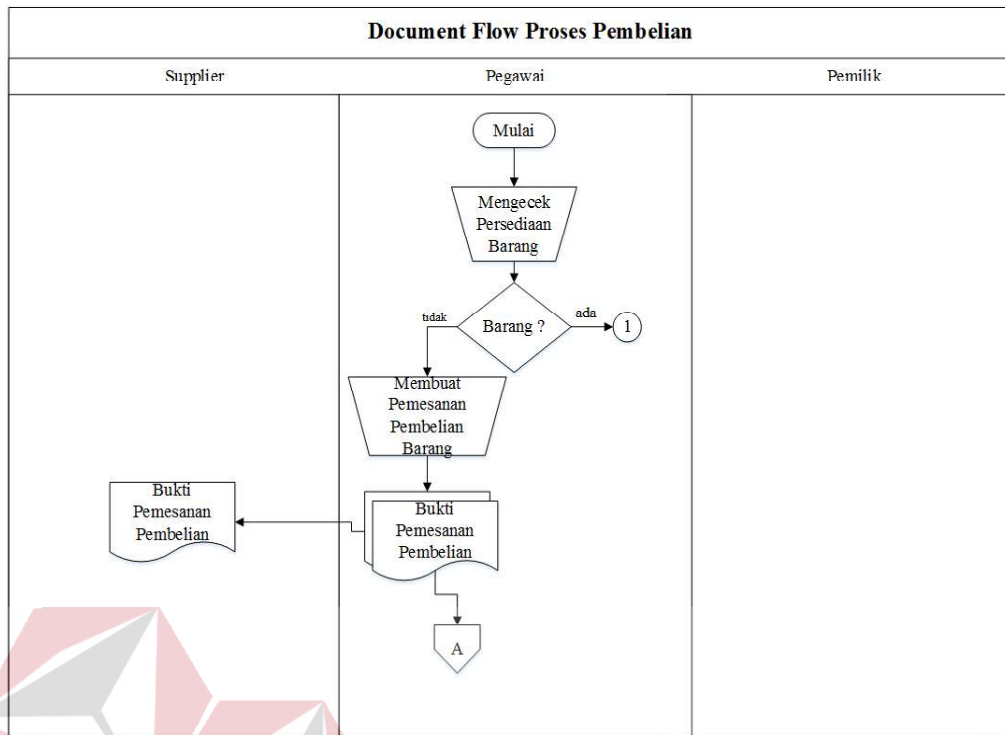 Document Flow Proses Pembelian
Supplier
Pegawai
Pemilik
Mulai
Mengecek
Persediaan
Barang
tidak
Barang ?
ada
1
Membuat
Pemesanan
Pembelian
Barang
Bukti
Pemesanan
Pembelian
Bukti
Pemesanan
Pembelian
A